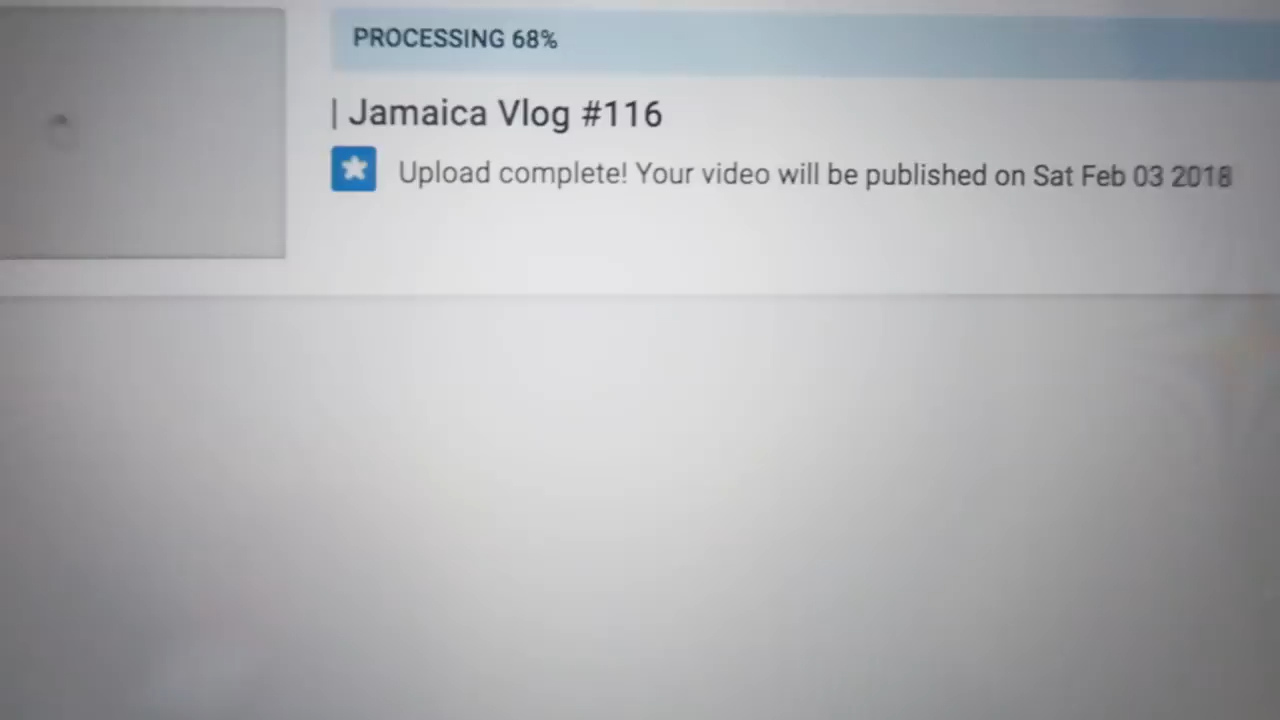 PROCESSING 68%
| Jamaica Vlog #116
Upload complete! Your video will be published on Sat Feb 03 2018